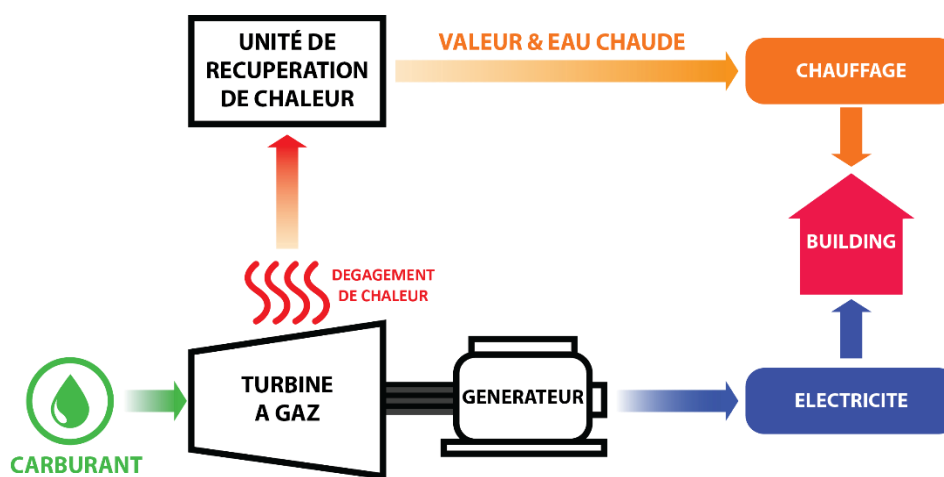 UNITÉ DE
RECUPERATION
DE CHALEUR
VALEUR & EAU CHAUDE
CHAUFFAGE
BUILDING
DEGAGEMENT
DE CHALEUR
TURBINE
A GAZ
GENERATEUR
ELECTRICITE
CARBURANT